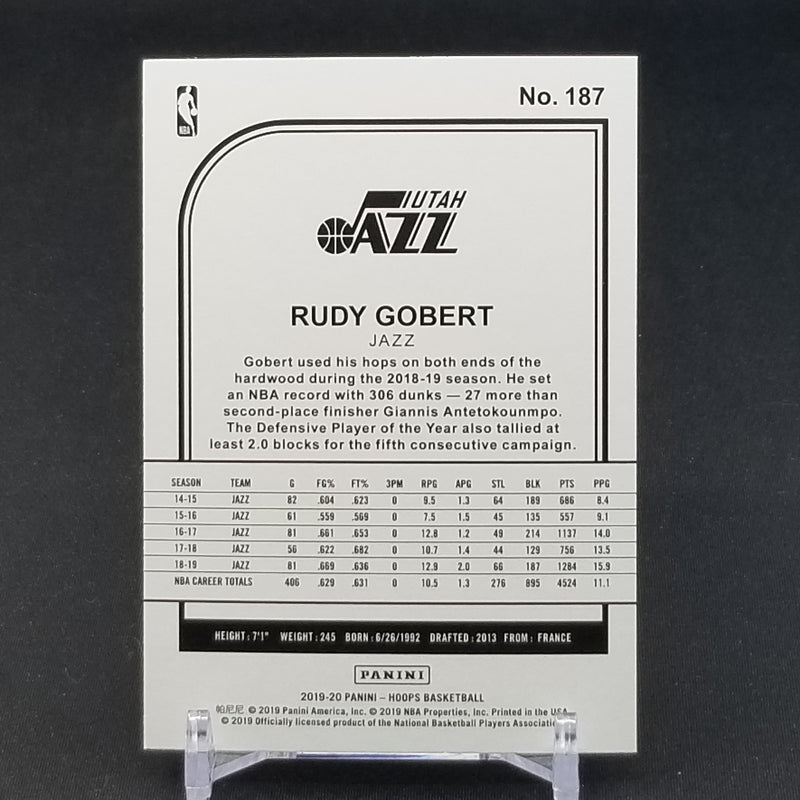 No. 187
NBA
UTAH
JAZZ
RUDY GOBERT
JAZZ
Gobert used his hops on both ends of the
hardwood during the 2018-19 season. He set
an NBA record with 306 dunks — 27 more than
second-place finisher Giannis Antetokounmpo.
The Defensive Player of the Year also tallied at
least 2.0 blocks for the fifth consecutive campaign.
SEASON TEAM G FG% FT% 3PM RPG APG STL BLK PTS PPG
14-15 JAZZ 82 .604 .623 0 9.5 1.3 64 189 686 8.4
15-16 JAZZ 61 .559 .569 0 7.5 1.5 45 135 557 9.1
16-17 JAZZ 81 .661 .653 0 12.8 1.2 49 214 1137 14.0
17-18 JAZZ 56 .622 .682 0 10.7 1.4 44 129 756 13.5
18-19 JAZZ 81 .669 .636 0 12.9 2.0 66 187 1284 15.9
NBA CAREER TOTALS 406 .629 .631 0 10.5 1.3 276 895 4524 11.1
HEIGHT: 7'1" WEIGHT: 245 BORN: 6/26/1992 DRAFTED: 2013 FROM: FRANCE
PANINI
2019-20 PANINI – HOOPS BASKETBALL
帕尼尼 © 2019 Panini America, Inc. © 2019 NBA Properties, Inc. Printed in the USA.
© 2019 Officially licensed product of the National Basketball Players